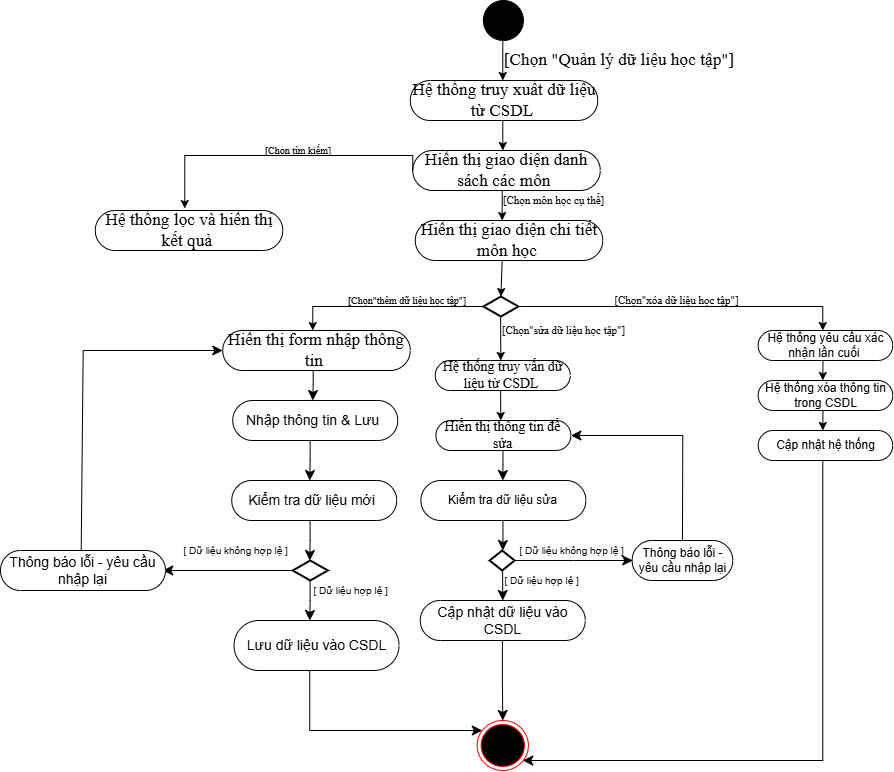 [Chọn "Quản lý dữ liệu học tập"]
Hệ thống truy xuất dữ liệu
từ CSDL
[Chọn tìm kiếm]
Hiển thị giao diện danh
sách các môn
[Chọn môn học cụ thể]
Hệ thống lọc và hiển thị
kết quả
Hiển thị giao diện chi tiết
môn học
[Chọn"thêm dữ liệu học tập"]
[Chọn"xóa dữ liệu học tập"]
[Chọn"sửa dữ liệu học tập"]
Hiển thị form nhập thông
tin
Hệ thống yêu cầu xác
nhận lần cuối
Hệ thống truy vấn dữ
liệu từ CSDL
Hệ thống xóa thông tin
trong CSDL
Nhập thông tin & Lưu
Hiển thị thông tin để
sửa
Cập nhật hệ thống
Kiểm tra dữ liệu mới
Kiểm tra dữ liệu sửa
[ Dữ liệu không hợp lệ ]
[ Dữ liệu không hợp lệ ]
Thông báo lỗi - yêu cầu
nhập lại
Thông báo lỗi -
yêu cầu nhập lại
[ Dữ liệu hợp lệ ]
[ Dữ liệu hợp lệ ]
Cập nhật dữ liệu vào
CSDL
Lưu dữ liệu vào CSDL